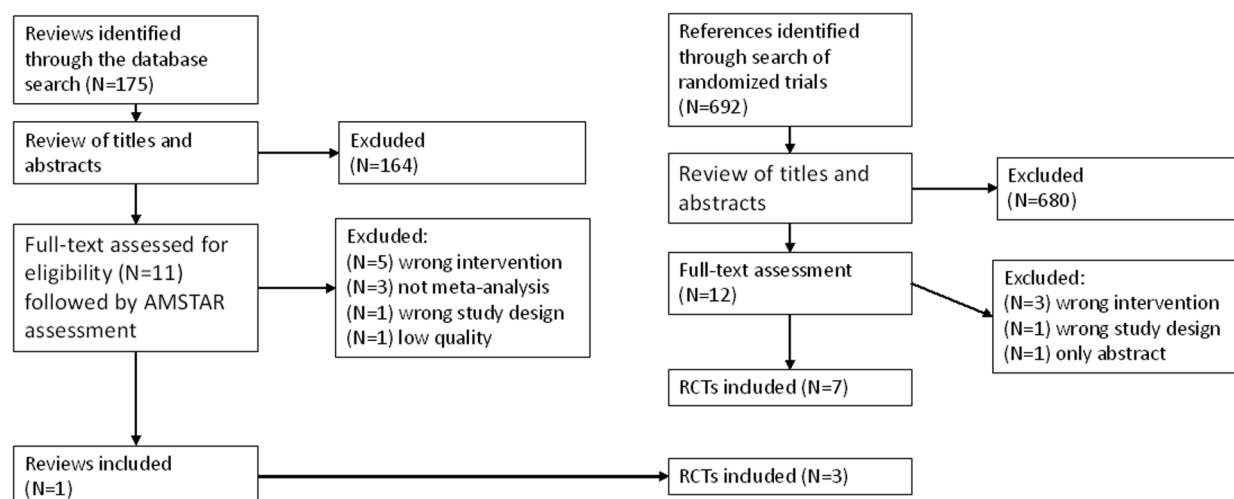 Reviews identified
through the database
search (N=175)
Review of titles and
abstracts
Excluded
(N=164)
Full-text assessed for
eligibility (N=11)
followed by AMSTAR
assessment
Excluded:
(N=5) wrong intervention
(N=3) not meta-analysis
(N=1) wrong study design
(N=1) low quality
Reviews included
(N=1)
References identified
through search of
randomized trials
(N=692)
Review of titles and
abstracts
Excluded
(N=680)
Full-text assessment
(N=12)
Excluded:
(N=3) wrong intervention
(N=1) wrong study design
(N=1) only abstract
RCTs included (N=7)
RCTs included (N=3)